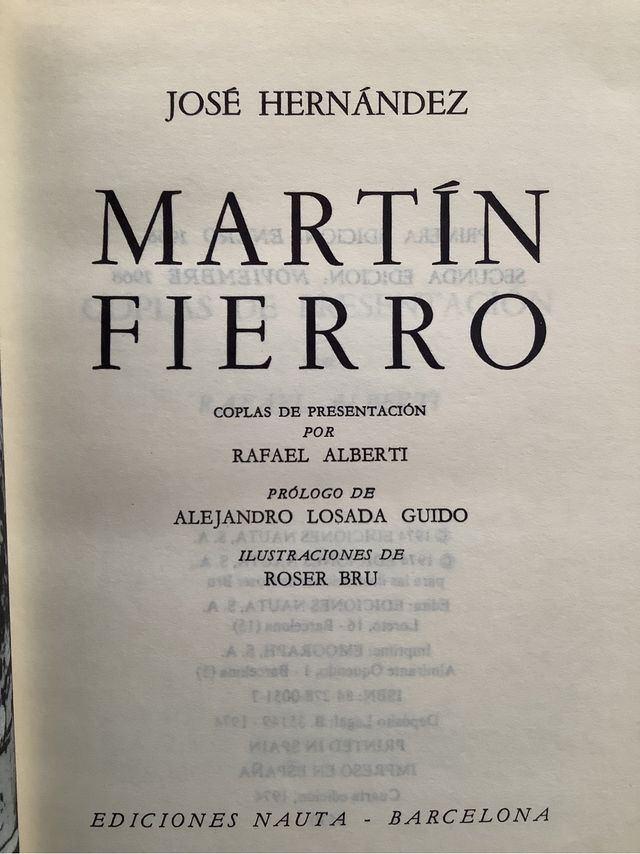 JOSÉ HERNÁNDEZ
MARTÍN
FIERRO
COPLAS DE PRESENTACIÓN
POR
RAFAEL ALBERTI
PRÓLOGO DE
ALEJANDRO LOSADA GUIDO
ILUSTRACIONES DE
ROSER BRU
EDICIONES NAUTA - BARCELONA